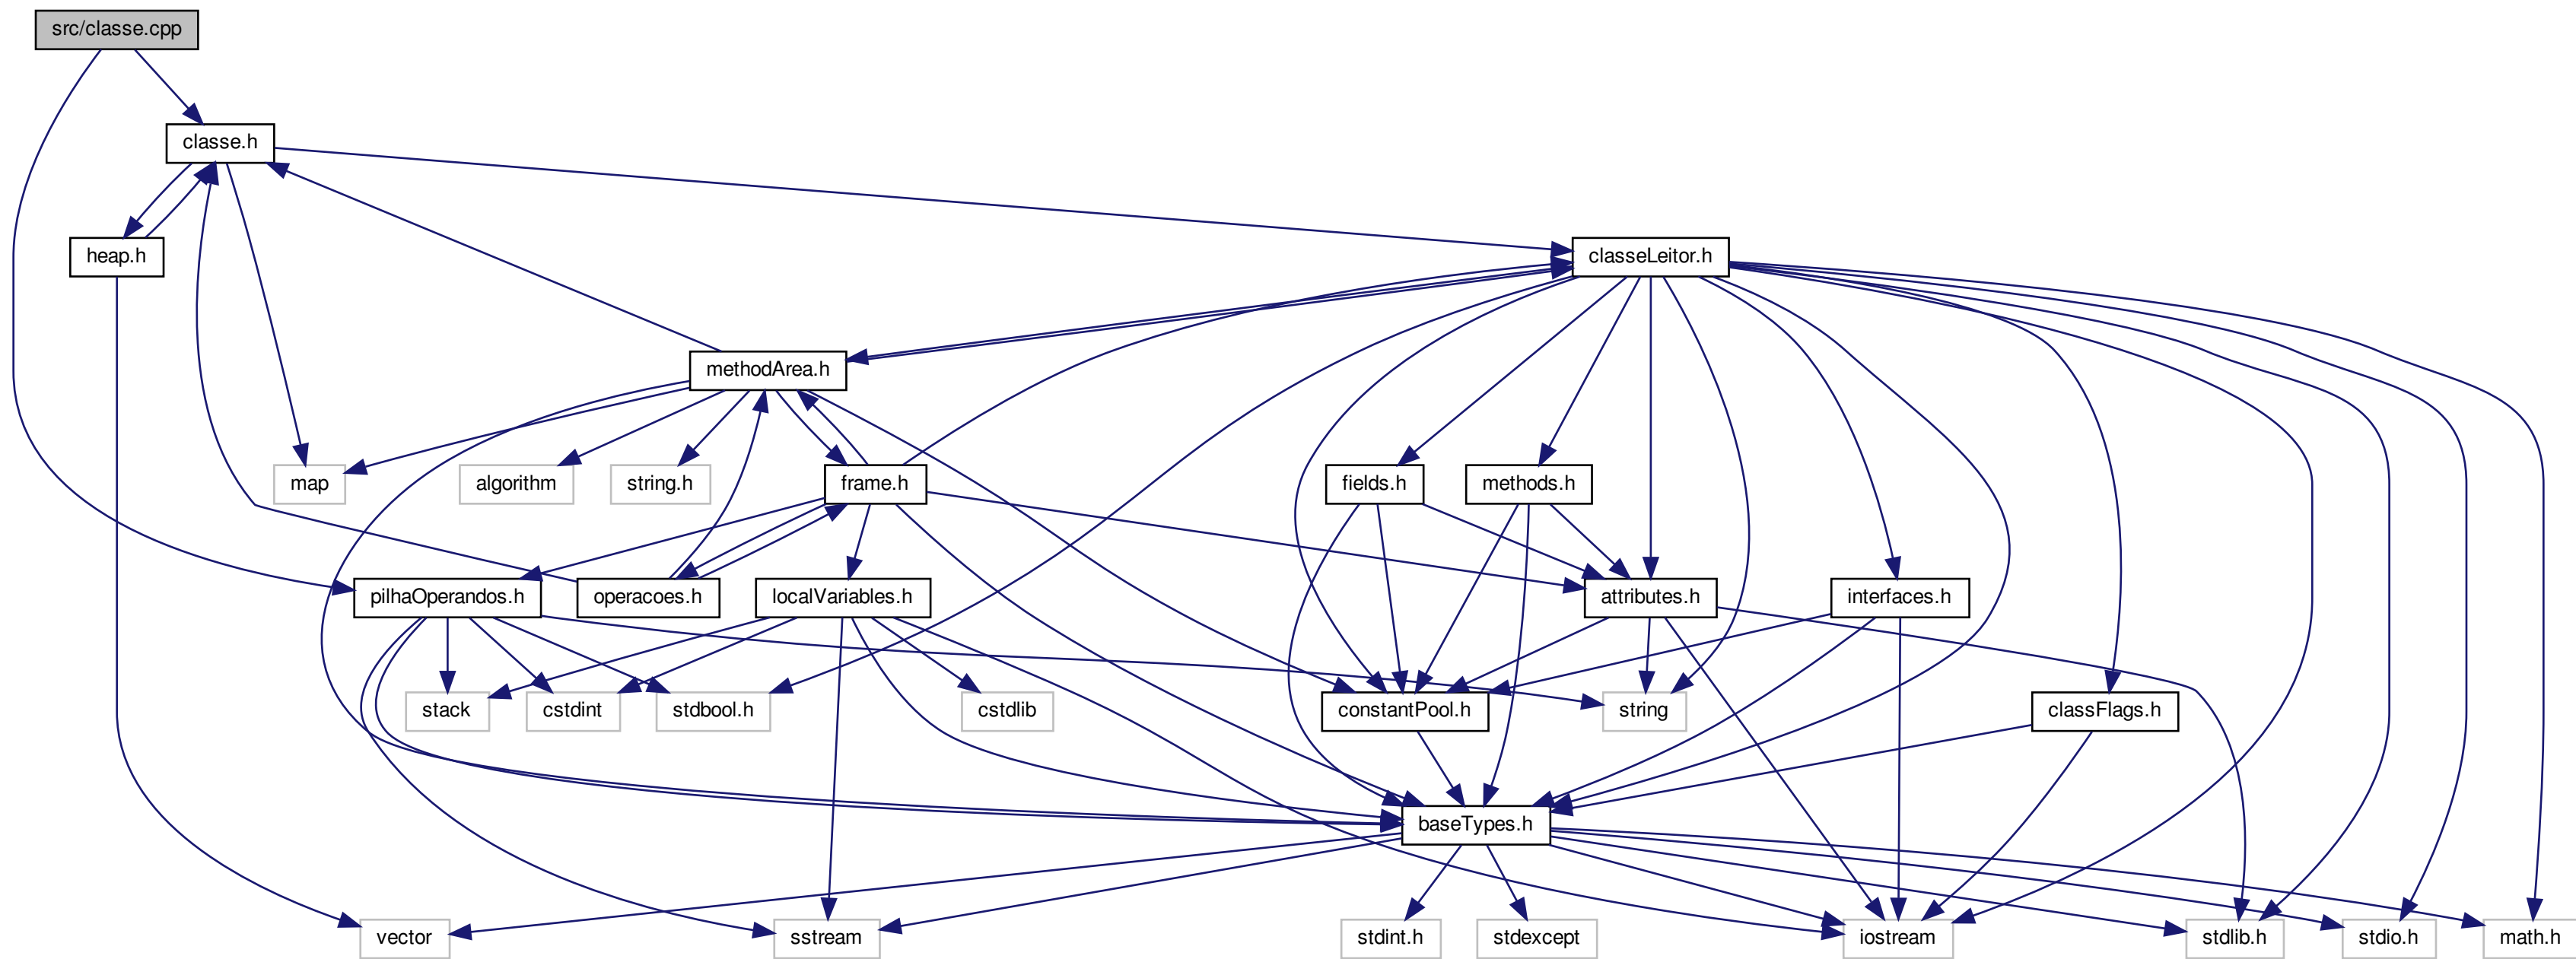 src/classe.cpp
classe.h
heap.h
classeLeitor.h
methodArea.h
map
algorithm
string.h
frame.h
fields.h
methods.h
pilhaOperandos.h
operacoes.h
localVariables.h
attributes.h
interfaces.h
stack
cstdint
stdbool.h
cstdlib
constantPool.h
string
classFlags.h
baseTypes.h
vector
sstream
stdint.h
stdexcept
iostream
stdlib.h
stdio.h
math.h